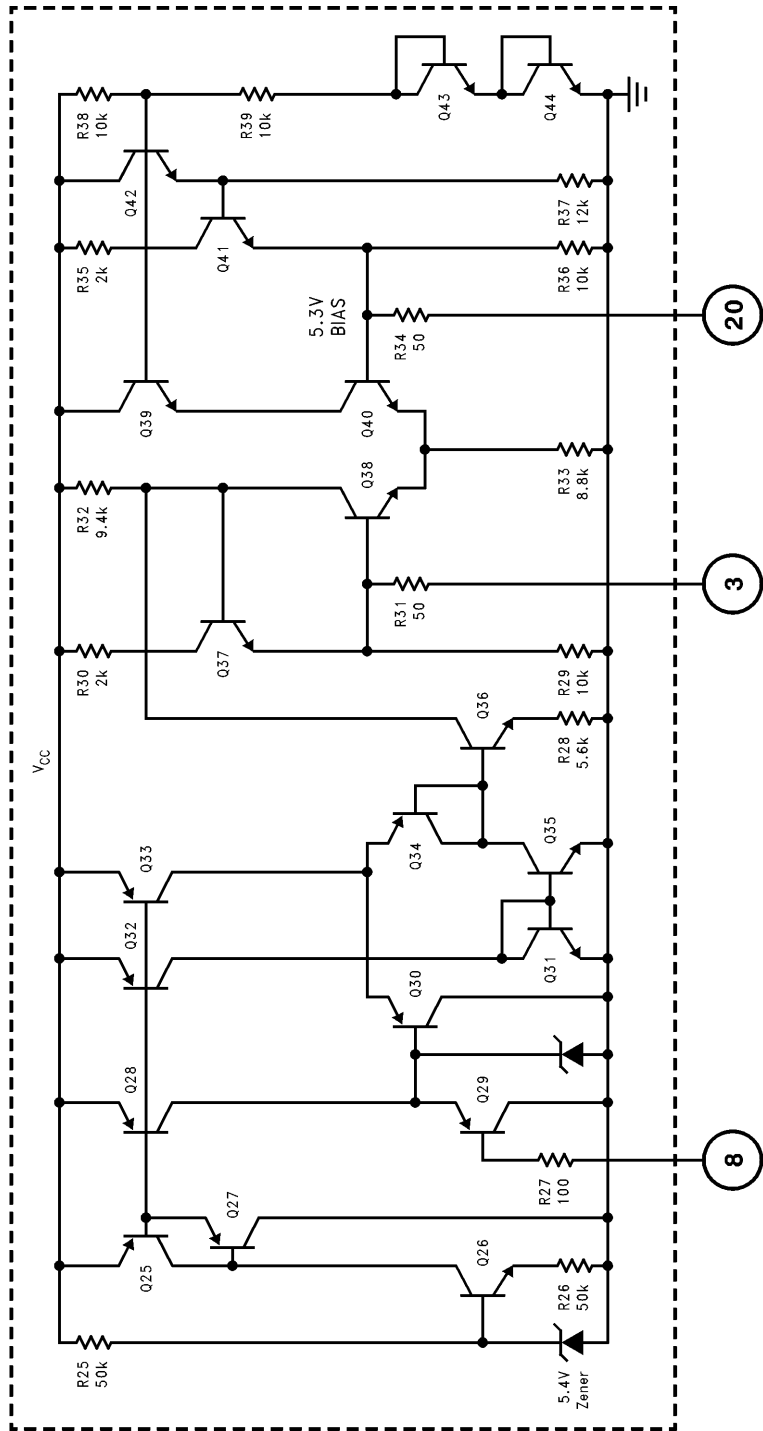 V_CC
R25
50k
5.4V
Zener
Q25
Q26
R26
50k
Q27
R27
100
8
Q28
Q29
Q30
Q31
Q32
Q33
Q34
Q35
Q36
R28
5.6k
R30
2k
Q37
R29
10k
R31
50
3
R32
9.4k
Q38
R33
8.8k
Q39
Q40
5.3V
BIAS
R34
50
20
R35
2k
Q41
R36
10k
Q42
R37
12k
R38
10k
R39
10k
Q43
Q44